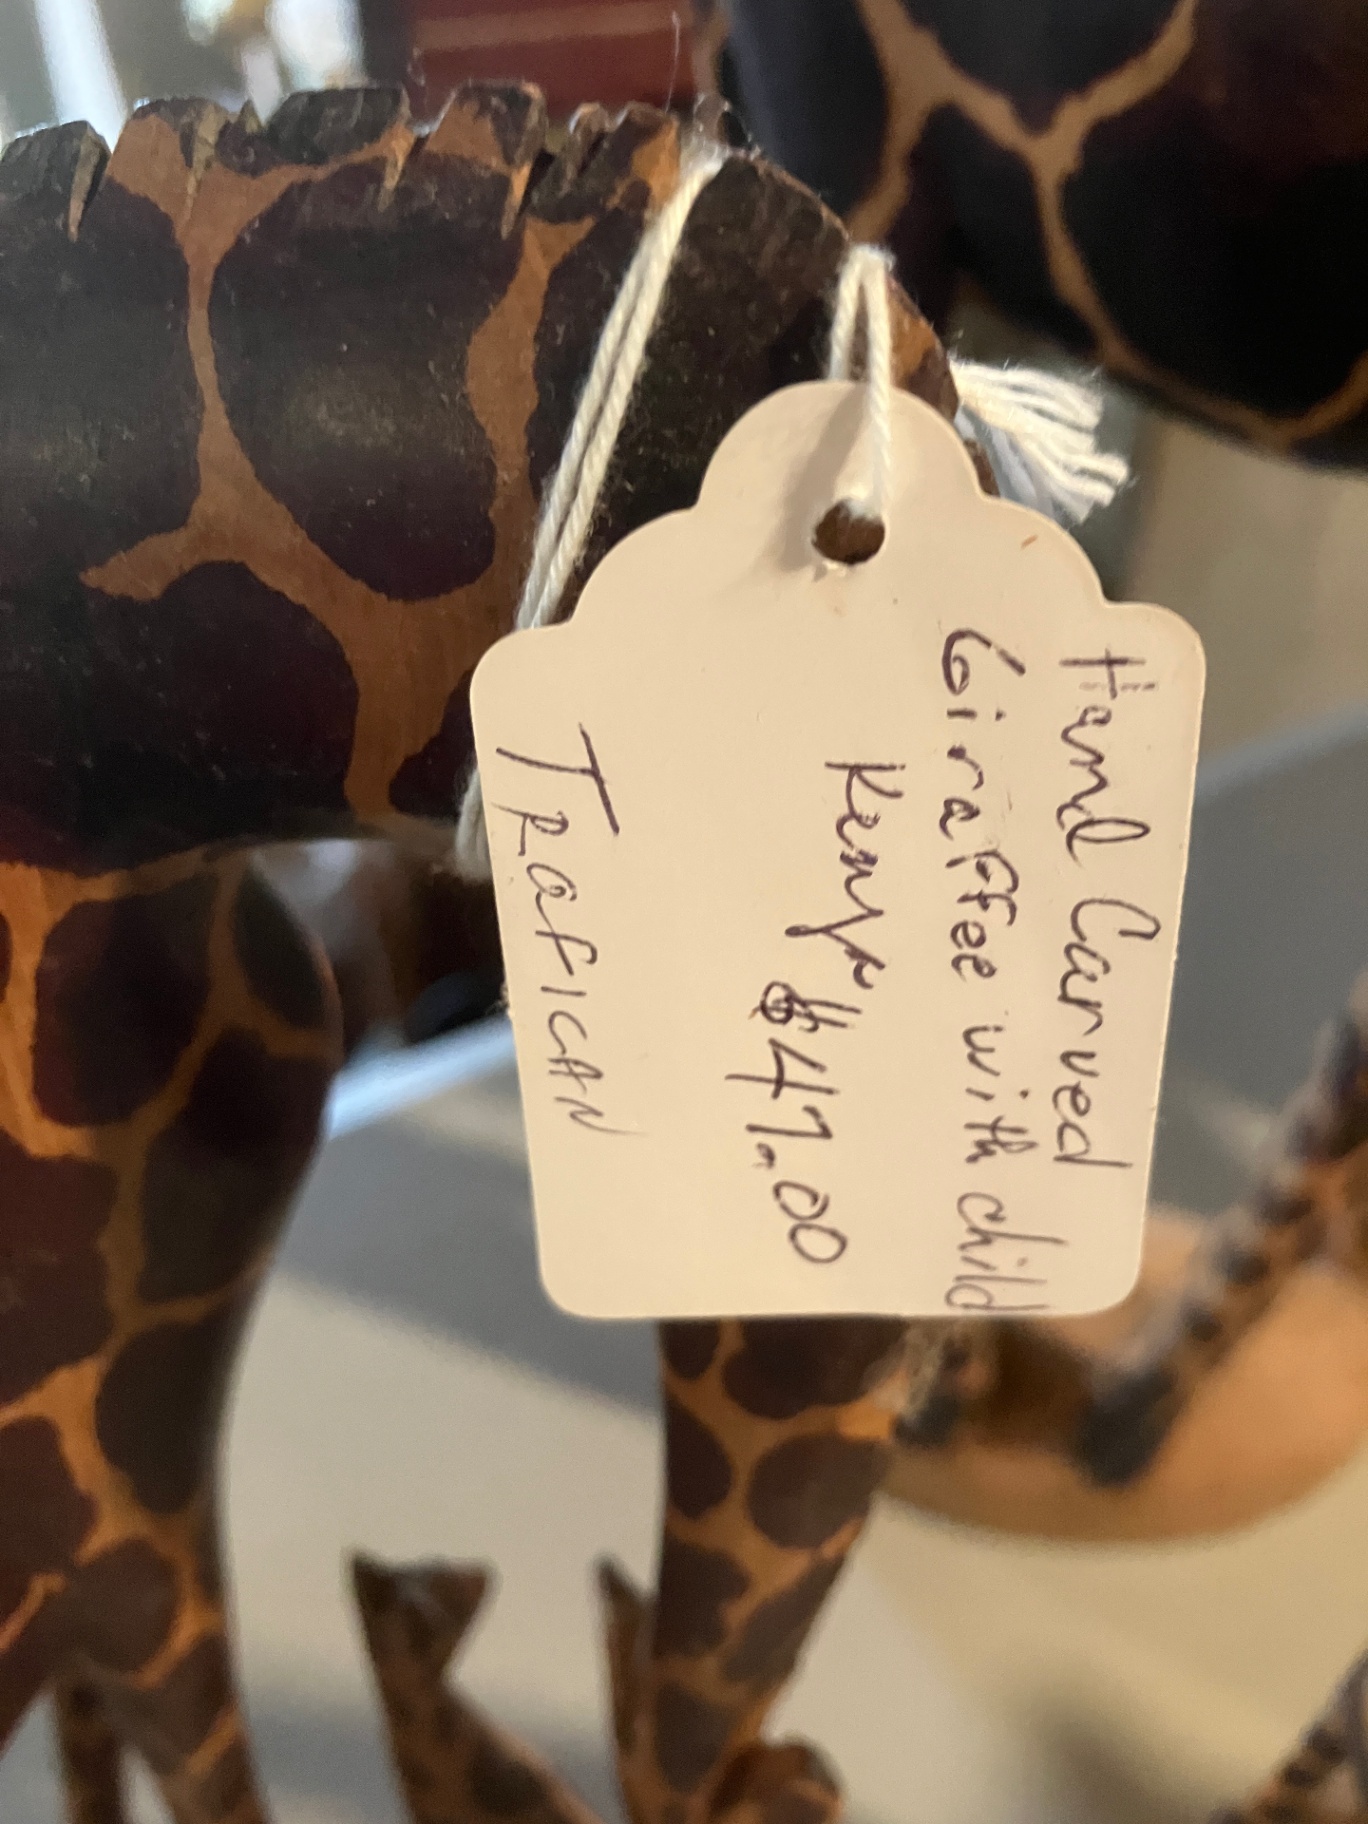 Hand Carved
Giraffee with child
Kenya $47.00
TRaFICAN